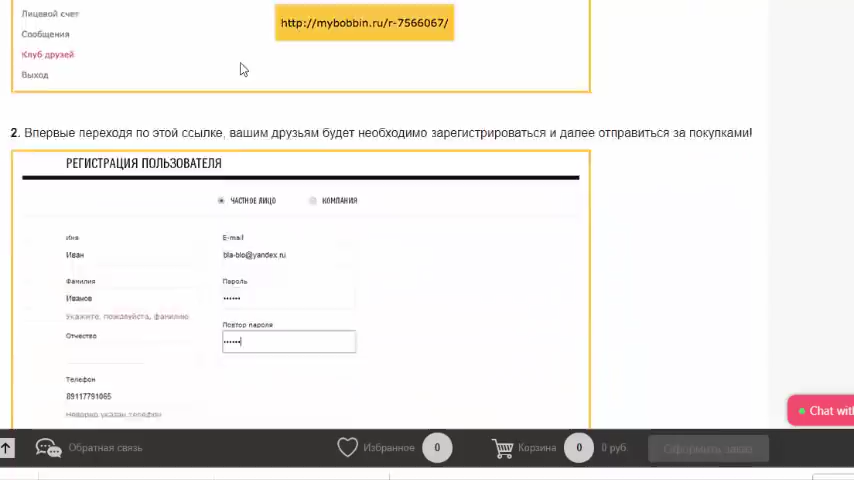 Лицевой счет
http://mybobbin.ru/r-7566067/
Сообщения
Клуб друзей
Выход
2. Впервые переходя по этой ссылке, вашим друзьям будет необходимо зарегистрироваться и далее отправиться за покупками!
РЕГИСТРАЦИЯ ПОЛЬЗОВАТЕЛЯ
ЧАСТНОЕ ЛИЦО КОМПАНИЯ
Имя E-mail
Иван bla-blo@yandex.ru
Фамилия Пароль
Иванов ••••••
Укажите, пожалуйста, фамилию
Повтор пароля
Отчество
••••••
Телефон
89117791065
Неверно указан телефон
Chat with
Обратная связь Избранное 0 Корзина 0 0 руб. Оформить заказ